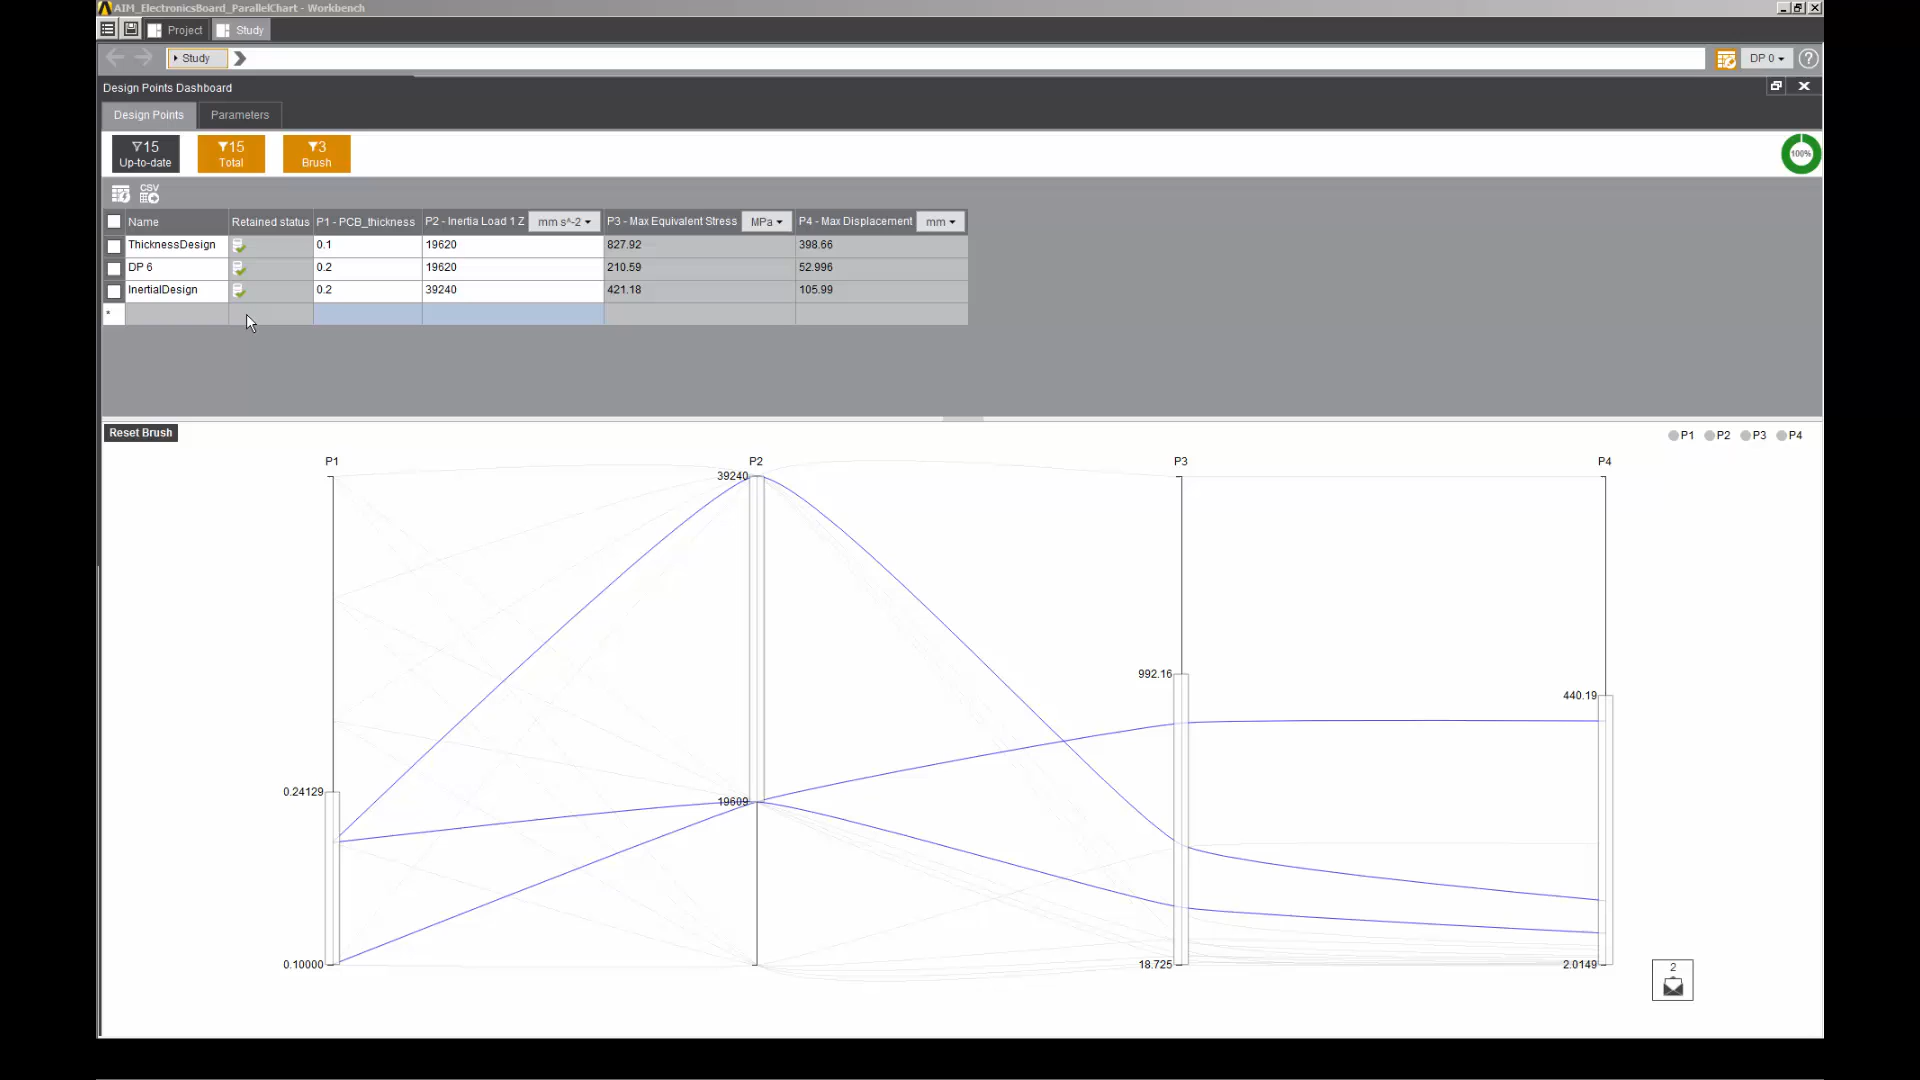 AIM_ElectronicsBoard_ParallelChart - Workbench
Project
Study
Study
DP 0
?
Design Points Dashboard
Design Points
Parameters
15
Up-to-date
15
Total
3
Brush
100%
CSV
Name
Retained status
P1 - PCB_thickness
P2 - Inertia Load 1 Z
mm s^-2
P3 - Max Equivalent Stress
MPa
P4 - Max Displacement
mm
ThicknessDesign
0.1
19620
827.92
398.66
DP 6
0.2
19620
210.59
52.996
InertialDesign
0.2
39240
421.18
105.99
*
Reset Brush
P1
P2
P3
P4
P1
P2
P3
P4
39240
992.16
440.19
0.24129
19609
0.10000
18.725
2.0149
2